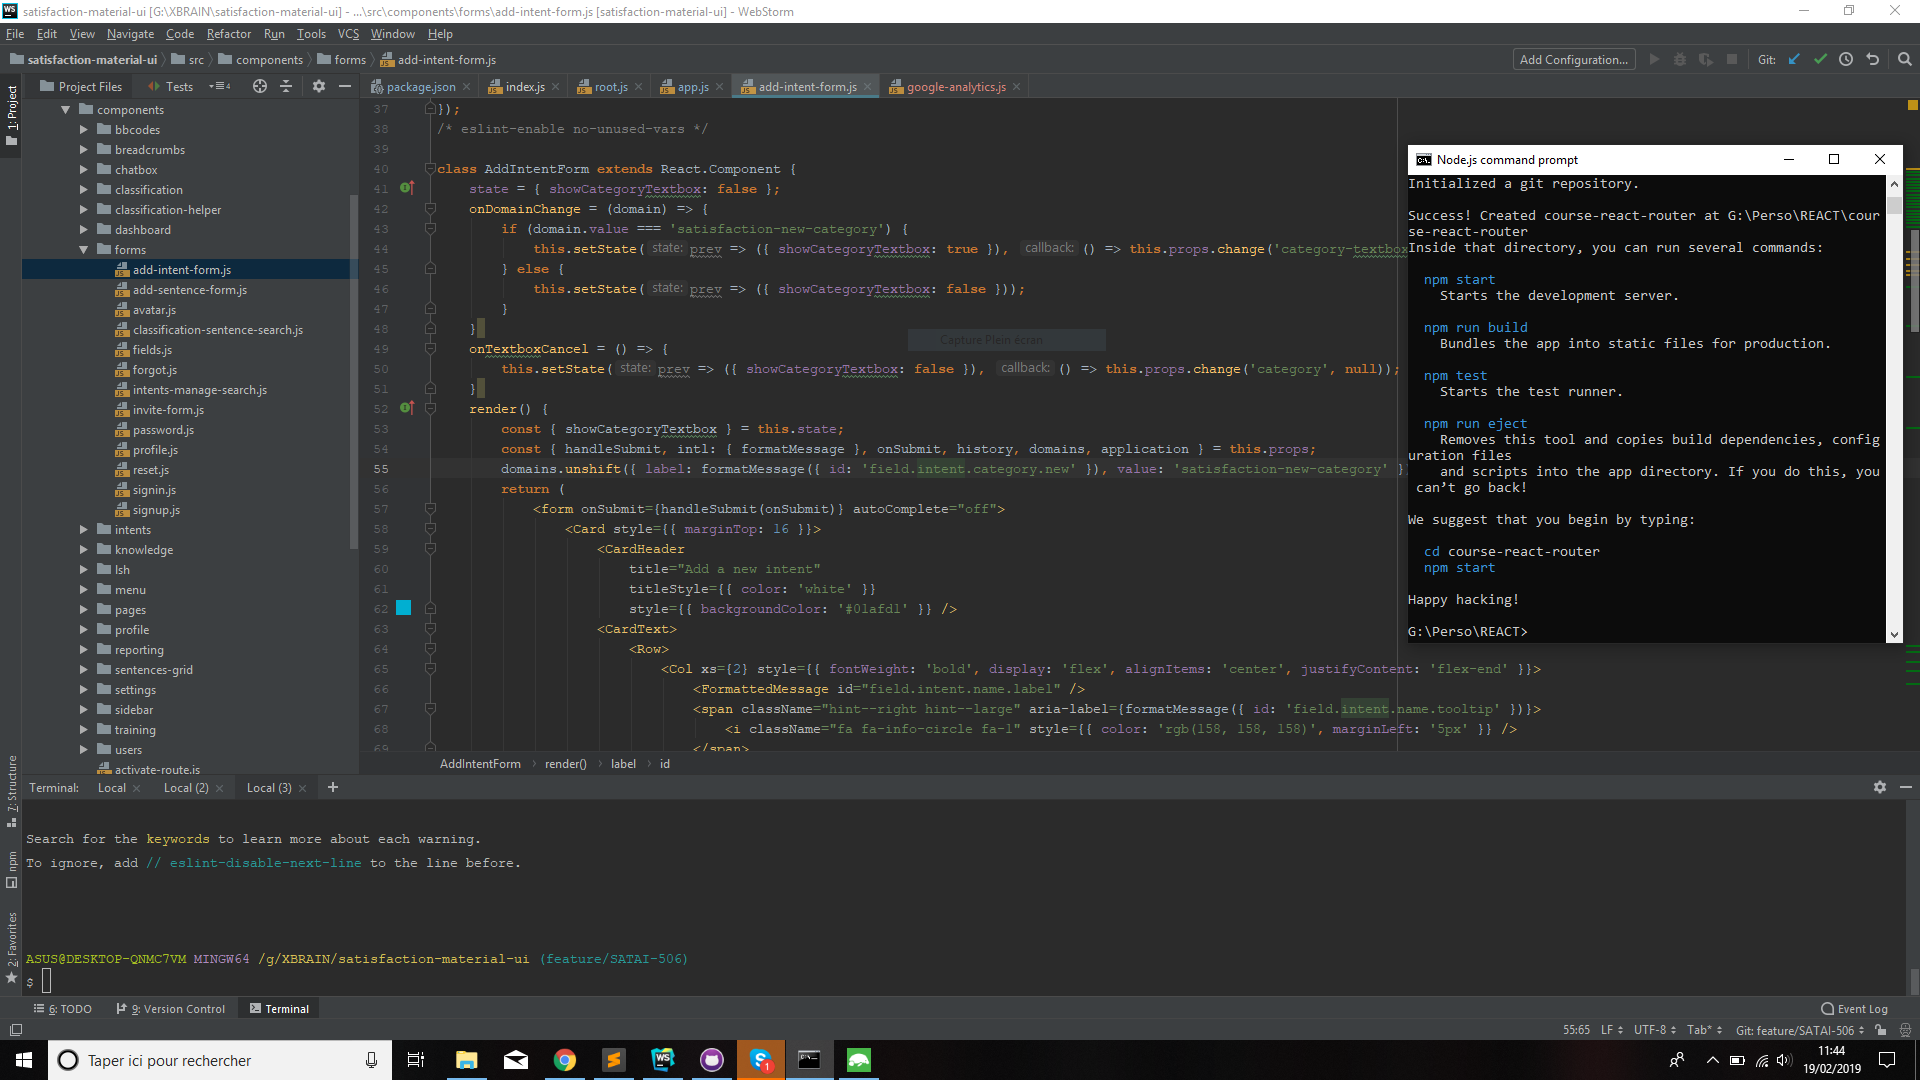 satisfaction-material-ui [G:\XBRAIN\satisfaction-material-ui] - ...\src\components\forms\add-intent-form.js [satisfaction-material-ui] - WebStorm
File Edit View Navigate Code Refactor Run Tools VCS Window Help
satisfaction-material-ui src components forms add-intent-form.js
Add Configuration... Git:
1: Project
Project Files Tests
package.json index.js root.js app.js add-intent-form.js google-analytics.js
components
bbcodes
breadcrumbs
chatbox
classification
classification-helper
dashboard
forms
add-intent-form.js
add-sentence-form.js
avatar.js
classification-sentence-search.js
fields.js
forgot.js
intents-manage-search.js
invite-form.js
password.js
profile.js
reset.js
signin.js
signup.js
intents
knowledge
lsh
menu
pages
profile
reporting
sentences-grid
settings
sidebar
training
users
activate-route.js
37 });
38 /* eslint-enable no-unused-vars */
39
40 class AddIntentForm extends React.Component {
41 state = { showCategoryTextbox: false };
42 onDomainChange = (domain) => {
43 if (domain.value === 'satisfaction-new-category') {
44 this.setState( state: prev => ({ showCategoryTextbox: true }), callback: () => this.props.change('category-textbox
45 } else {
46 this.setState( state: prev => ({ showCategoryTextbox: false }));
47 }
48 }
49 onTextboxCancel = () => {
50 this.setState( state: prev => ({ showCategoryTextbox: false }), callback: () => this.props.change('category', null));
51 }
52 render() {
53 const { showCategoryTextbox } = this.state;
54 const { handleSubmit, intl: { formatMessage }, onSubmit, history, domains, application } = this.props;
55 domains.unshift({ label: formatMessage({ id: 'field.intent.category.new' }), value: 'satisfaction-new-category' }
56 return (
57 <form onSubmit={handleSubmit(onSubmit)} autoComplete="off">
58 <Card style={{ marginTop: 16 }}>
59 <CardHeader
60 title="Add a new intent"
61 titleStyle={{ color: 'white' }}
62 style={{ backgroundColor: '#01afd1' }} />
63 <CardText>
64 <Row>
65 <Col xs={2} style={{ fontWeight: 'bold', display: 'flex', alignItems: 'center', justifyContent: 'flex-end' }}>
66 <FormattedMessage id="field.intent.name.label" />
67 <span className="hint--right hint--large" aria-label={formatMessage({ id: 'field.intent.name.tooltip' })}>
68 <i className="fa fa-info-circle fa-1" style={{ color: 'rgb(158, 158, 158)', marginLeft: '5px' }} />
69 </span>
Capture Plein écran
AddIntentForm render() label id
Node.js command prompt
Initialized a git repository.
Success! Created course-react-router at G:\Perso\REACT\cour
se-react-router
Inside that directory, you can run several commands:
npm start
Starts the development server.
npm run build
Bundles the app into static files for production.
npm test
Starts the test runner.
npm run eject
Removes this tool and copies build dependencies, config
uration files
and scripts into the app directory. If you do this, you
can’t go back!
We suggest that you begin by typing:
cd course-react-router
npm start
Happy hacking!
G:\Perso\REACT>
7: Structure
npm
2: Favorites
Terminal: Local Local (2) Local (3) +
Search for the keywords to learn more about each warning.
To ignore, add // eslint-disable-next-line to the line before.
ASUS@DESKTOP-QNMC7VM MINGW64 /g/XBRAIN/satisfaction-material-ui (feature/SATAI-506)
$
6: TODO 9: Version Control Terminal Event Log
55:65 LF UTF-8 Tab* Git: feature/SATAI-506
Taper ici pour rechercher
11:44
19/02/2019